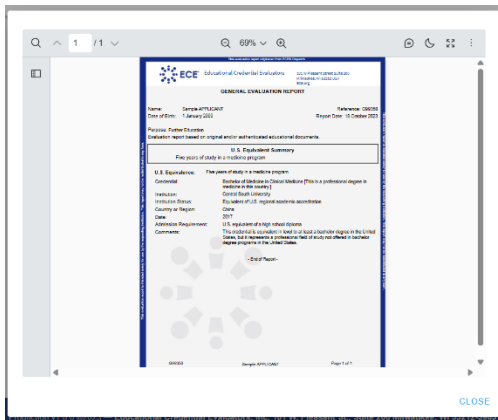 1 / 1
69%
ECE Educational Credential Evaluators
GENERAL EVALUATION REPORT
Name: Sample APPLICANT
Reference:
Date of Birth: 1 January
Report Date: 18 October
Purpose: Further Education
Evaluation report based on original and/or authenticated educational documents.
U.S. Equivalent Summary
Five years of study in a medicine program
U.S. Equivalence: Five years of study in a medicine program
Credential: Bachelor of Medicine in Clinical Medicine [This is a professional degree in
medicine in this country.]
Institution: Central South University
Institution Status: Equivalent of U.S. regional academic accreditation
Country or Region: China
Date: 2017
Admission Requirement: U.S. equivalent of a high school diploma
Comments: This credential is equivalent in level to at least a bachelor degree in the United
States, but it represents a professional field of study not offered in bachelor
degree programs in the United States.
- End of Report -
Sample APPLICANT
Page 1 of 1
CLOSE